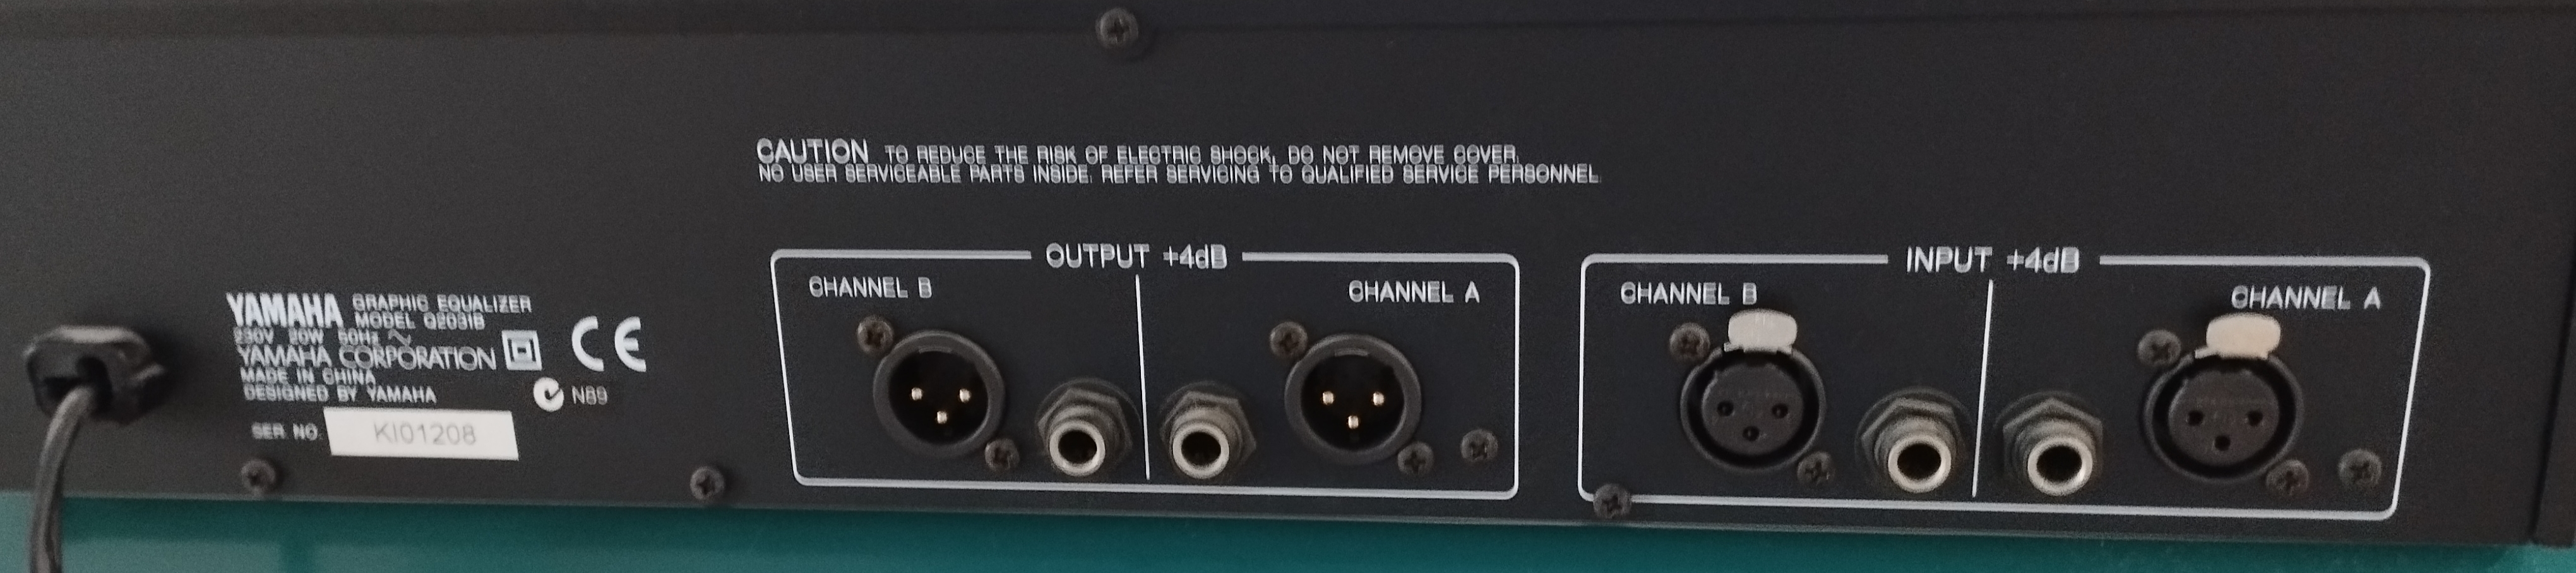 CAUTION TO REDUCE THE RISK OF ELECTRIC SHOCK, DO NOT REMOVE COVER.
NO USER SERVICEABLE PARTS INSIDE. REFER SERVICING TO QUALIFIED SERVICE PERSONNEL.
OUTPUT +4dB
CHANNEL B
CHANNEL A
INPUT +4dB
CHANNEL B
CHANNEL A
YAMAHA GRAPHIC EQUALIZER
MODEL Q2031B
230V 20W 50Hz ~
YAMAHA CORPORATION
CE
MADE IN CHINA
DESIGNED BY YAMAHA
N89
SER. NO. KI01208